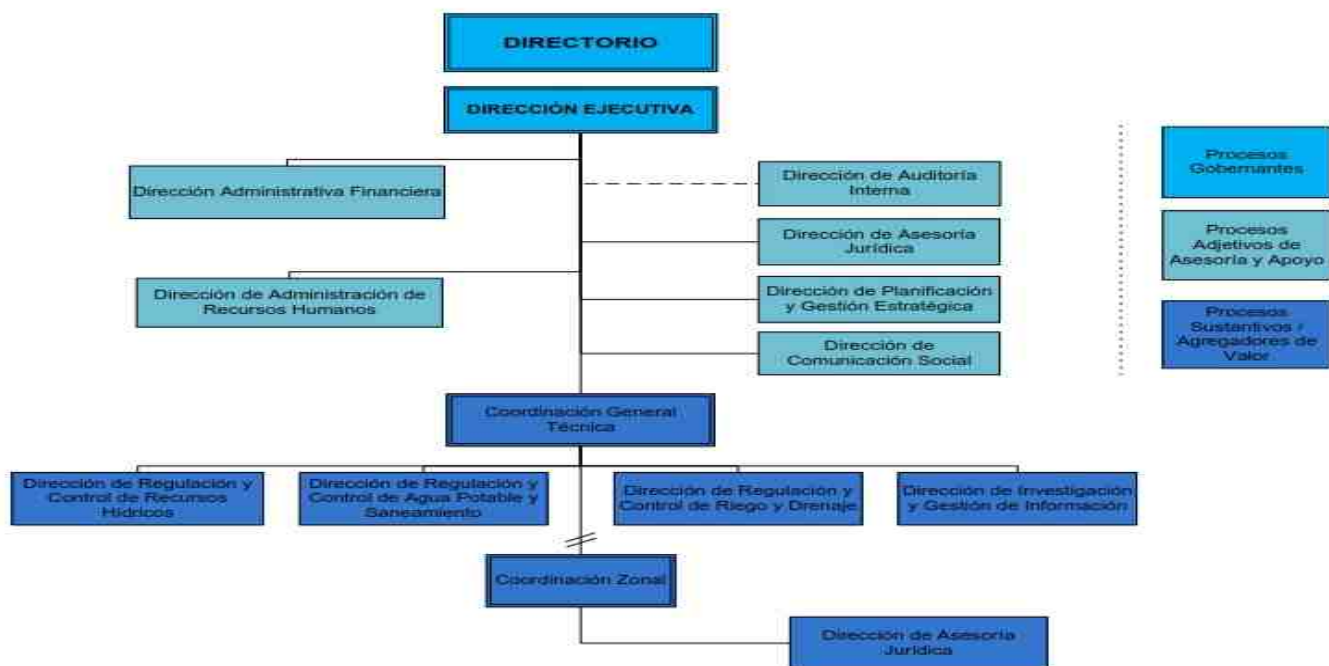 DIRECTORIO
DIRECCIÓN EJECUTIVA
Dirección Administrativa Financiera
Dirección de Administración de
Recursos Humanos
Dirección de Auditoría
Interna
Dirección de Asesoría
Jurídica
Dirección de Planificación
y Gestión Estratégica
Dirección de
Comunicación Social
Procesos
Gobernantes
Procesos
Adjetivos de
Asesoría y Apoyo
Procesos
Sustantivos /
Agregadores de
Valor
Coordinación General
Técnica
Dirección de Regulación y
Control de Recursos
Hídricos
Dirección de Regulación y
Control de Agua Potable y
Saneamiento
Dirección de Regulación y
Control de Riego y Drenaje
Dirección de Investigación
y Gestión de Información
Coordinación Zonal
Dirección de Asesoría
Jurídica